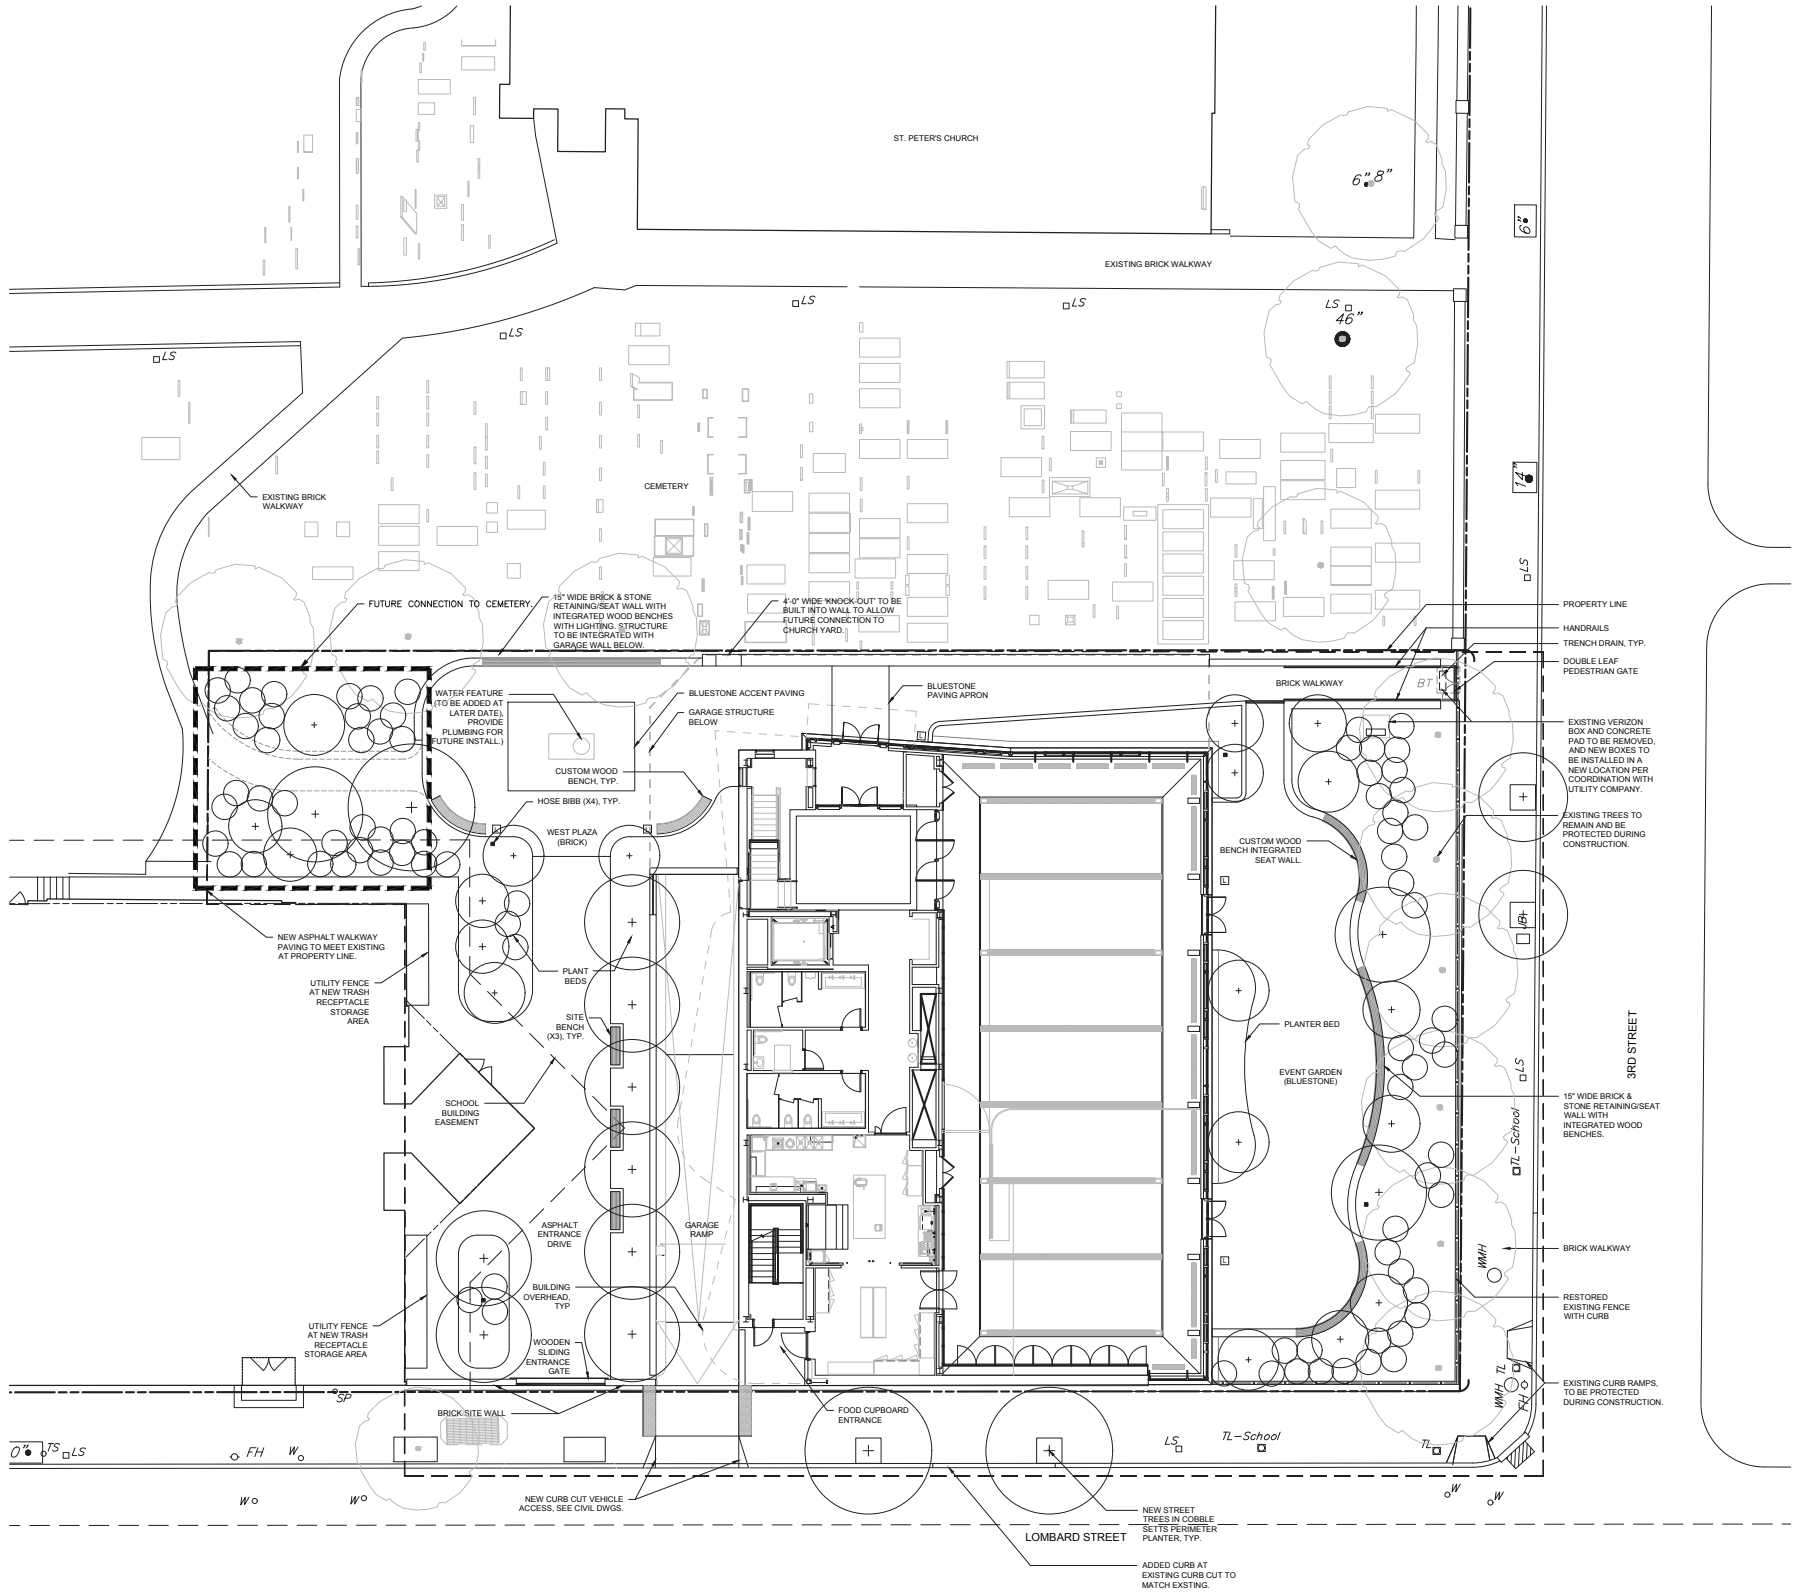 ST. PETER'S CHURCH
6" 8"
6"
EXISTING BRICK WALKWAY
LS
LS
LS
46"
LS
LS
14"
CEMETERY
EXISTING BRICK
WALKWAY
LS
FUTURE CONNECTION TO CEMETERY.
15" WIDE BRICK & STONE
RETAINING/SEAT WALL WITH
INTEGRATED WOOD BENCHES
WITH LIGHTING. STRUCTURE
TO BE INTEGRATED WITH
GARAGE WALL BELOW.
4'-0" WIDE 'KNOCK-OUT' TO BE
BUILT INTO WALL TO ALLOW
FUTURE CONNECTION TO
CHURCH YARD.
PROPERTY LINE
HANDRAILS
TRENCH DRAIN, TYP.
DOUBLE LEAF
PEDESTRIAN GATE
BRICK WALKWAY
BT
WATER FEATURE
(TO BE ADDED AT
LATER DATE),
PROVIDE
PLUMBING FOR
FUTURE INSTALL.)
BLUESTONE ACCENT PAVING
GARAGE STRUCTURE
BELOW
BLUESTONE
PAVING APRON
L
EXISTING VERIZON
BOX AND CONCRETE
PAD TO BE REMOVED,
AND NEW BOXES TO
BE INSTALLED IN A
NEW LOCATION PER
COORDINATION WITH
UTILITY COMPANY.
CUSTOM WOOD
BENCH, TYP.
HOSE BIBB (X4), TYP.
L
L
WEST PLAZA
(BRICK)
EXISTING TREES TO
REMAIN AND BE
PROTECTED DURING
CONSTRUCTION.
CUSTOM WOOD
BENCH INTEGRATED
SEAT WALL.
L
JB
NEW ASPHALT WALKWAY
PAVING TO MEET EXISTING
AT PROPERTY LINE.
UTILITY FENCE
AT NEW TRASH
RECEPTACLE
STORAGE
AREA
PLANT
BEDS
SITE
BENCH
(X3), TYP.
PLANTER BED
3RD STREET
LS
EVENT GARDEN
(BLUESTONE)
SCHOOL
BUILDING
EASEMENT
15" WIDE BRICK &
STONE RETAINING/SEAT
WALL WITH
INTEGRATED WOOD
BENCHES.
TL-School
ASPHALT
ENTRANCE
DRIVE
GARAGE
RAMP
BRICK WALKWAY
WMH
L
BUILDING
OVERHEAD,
TYP
RESTORED
EXISTING FENCE
WITH CURB
UTILITY FENCE
AT NEW TRASH
RECEPTACLE
STORAGE AREA
WOODEN
SLIDING
ENTRANCE
GATE
TL
WMH
FH
EXISTING CURB RAMPS,
TO BE PROTECTED
DURING CONSTRUCTION.
SP
BRICK SITE WALL
FOOD CUPBOARD
ENTRANCE
0"
TS
LS
FH
W
LS
TL-School
TL
W
W
NEW CURB CUT VEHICLE
ACCESS, SEE CIVIL DWGS.
W
W
NEW STREET
TREES IN COBBLE
SETTS PERIMETER
PLANTER, TYP.
LOMBARD STREET
ADDED CURB AT
EXISTING CURB CUT TO
MATCH EXSTING.